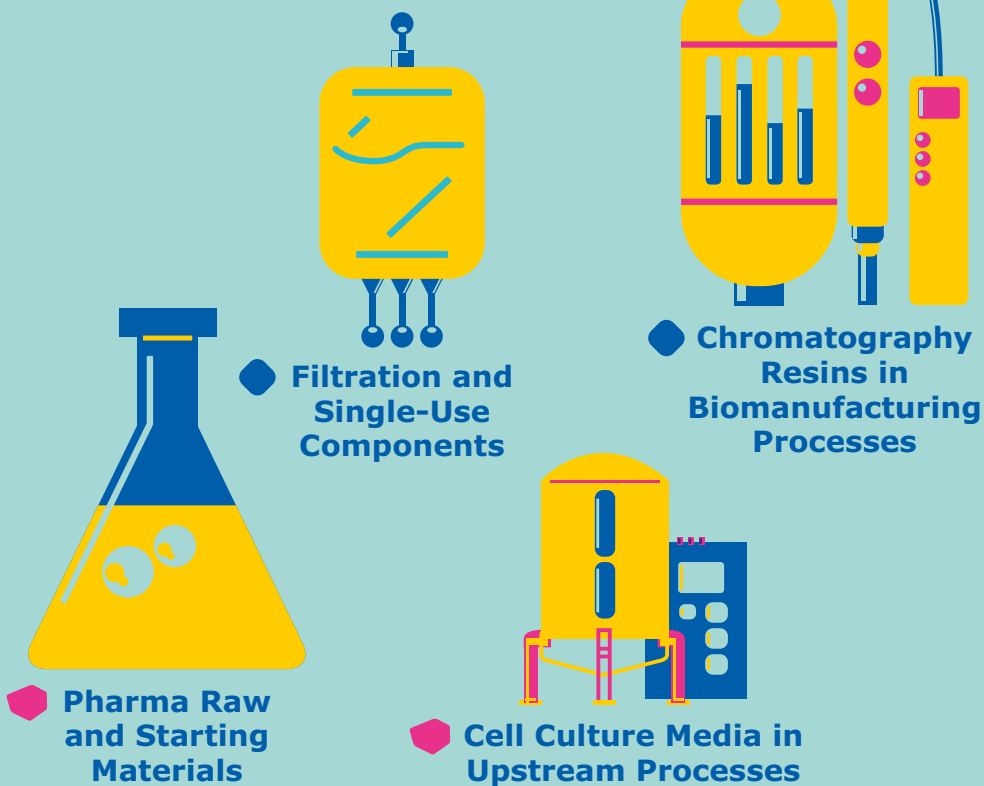 Filtration and
Single-Use
Components
Chromatography
Resins in
Biomanufacturing
Processes
Pharma Raw
and Starting
Materials
Cell Culture Media in
Upstream Processes